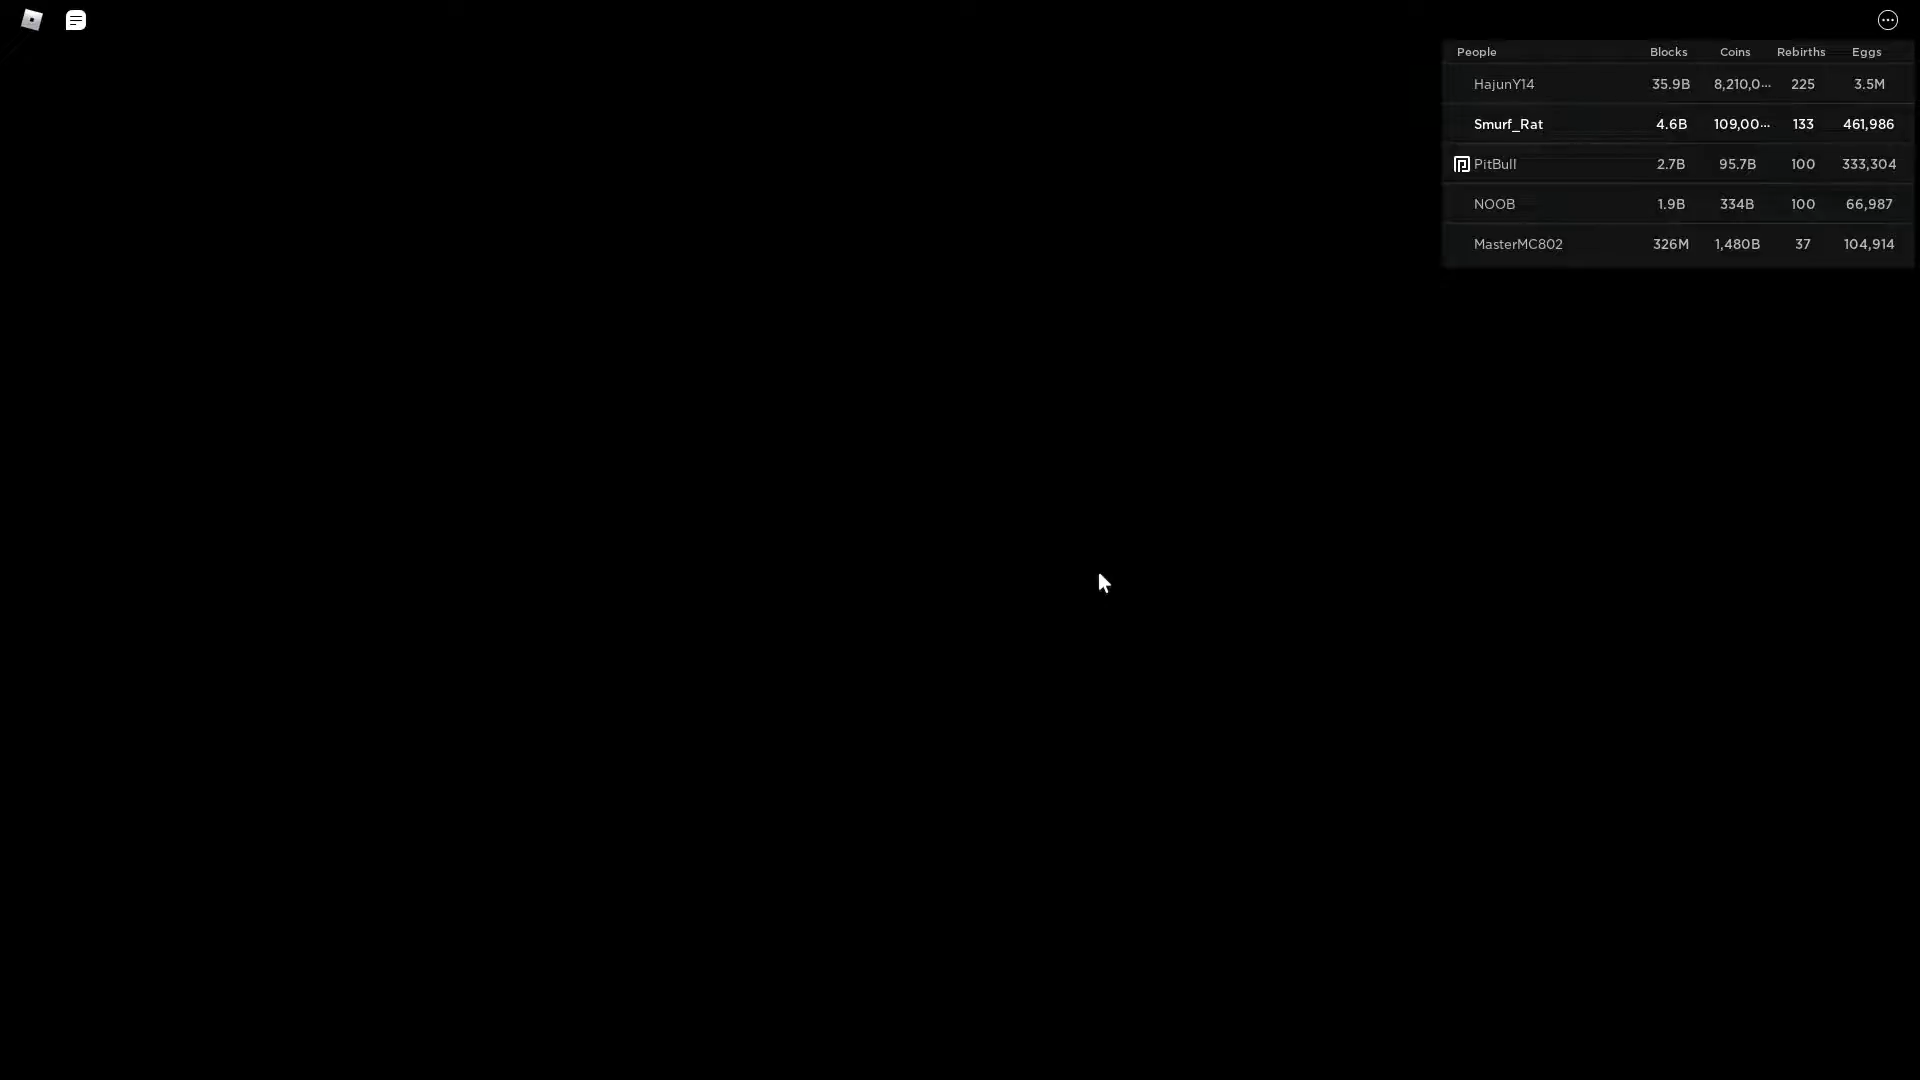 People Blocks Coins Rebirths Eggs
HajunY14 35.9B 8,210,0... 225 3.5M
Smurf_Rat 4.6B 109,00... 133 461,986
PitBull 2.7B 95.7B 100 333,304
NOOB 1.9B 334B 100 66,987
MasterMC802 326M 1,480B 37 104,914